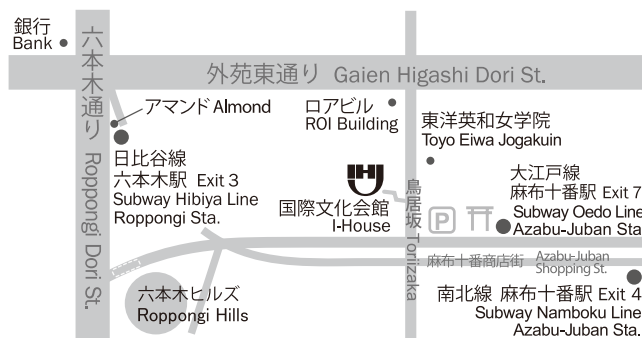 銀行
Bank
六本木通り Roppongi Dori St.
外苑東通り Gaien Higashi Dori St.
アマンド Almond
ロアビル
ROI Building
東洋英和女学院
Toyo Eiwa Jogakuin
日比谷線
六本木駅 Exit 3
Subway Hibiya Line
Roppongi Sta.
IHJ
国際文化会館
I-House
鳥居坂 Toriizaka
P
大江戸線
麻布十番駅 Exit 7
Subway Oedo Line
Azabu-Juban Sta.
麻布十番商店街 Azabu-Juban
Shopping St.
六本木ヒルズ
Roppongi Hills
南北線 麻布十番駅 Exit 4
Subway Namboku Line
Azabu-Juban Sta.